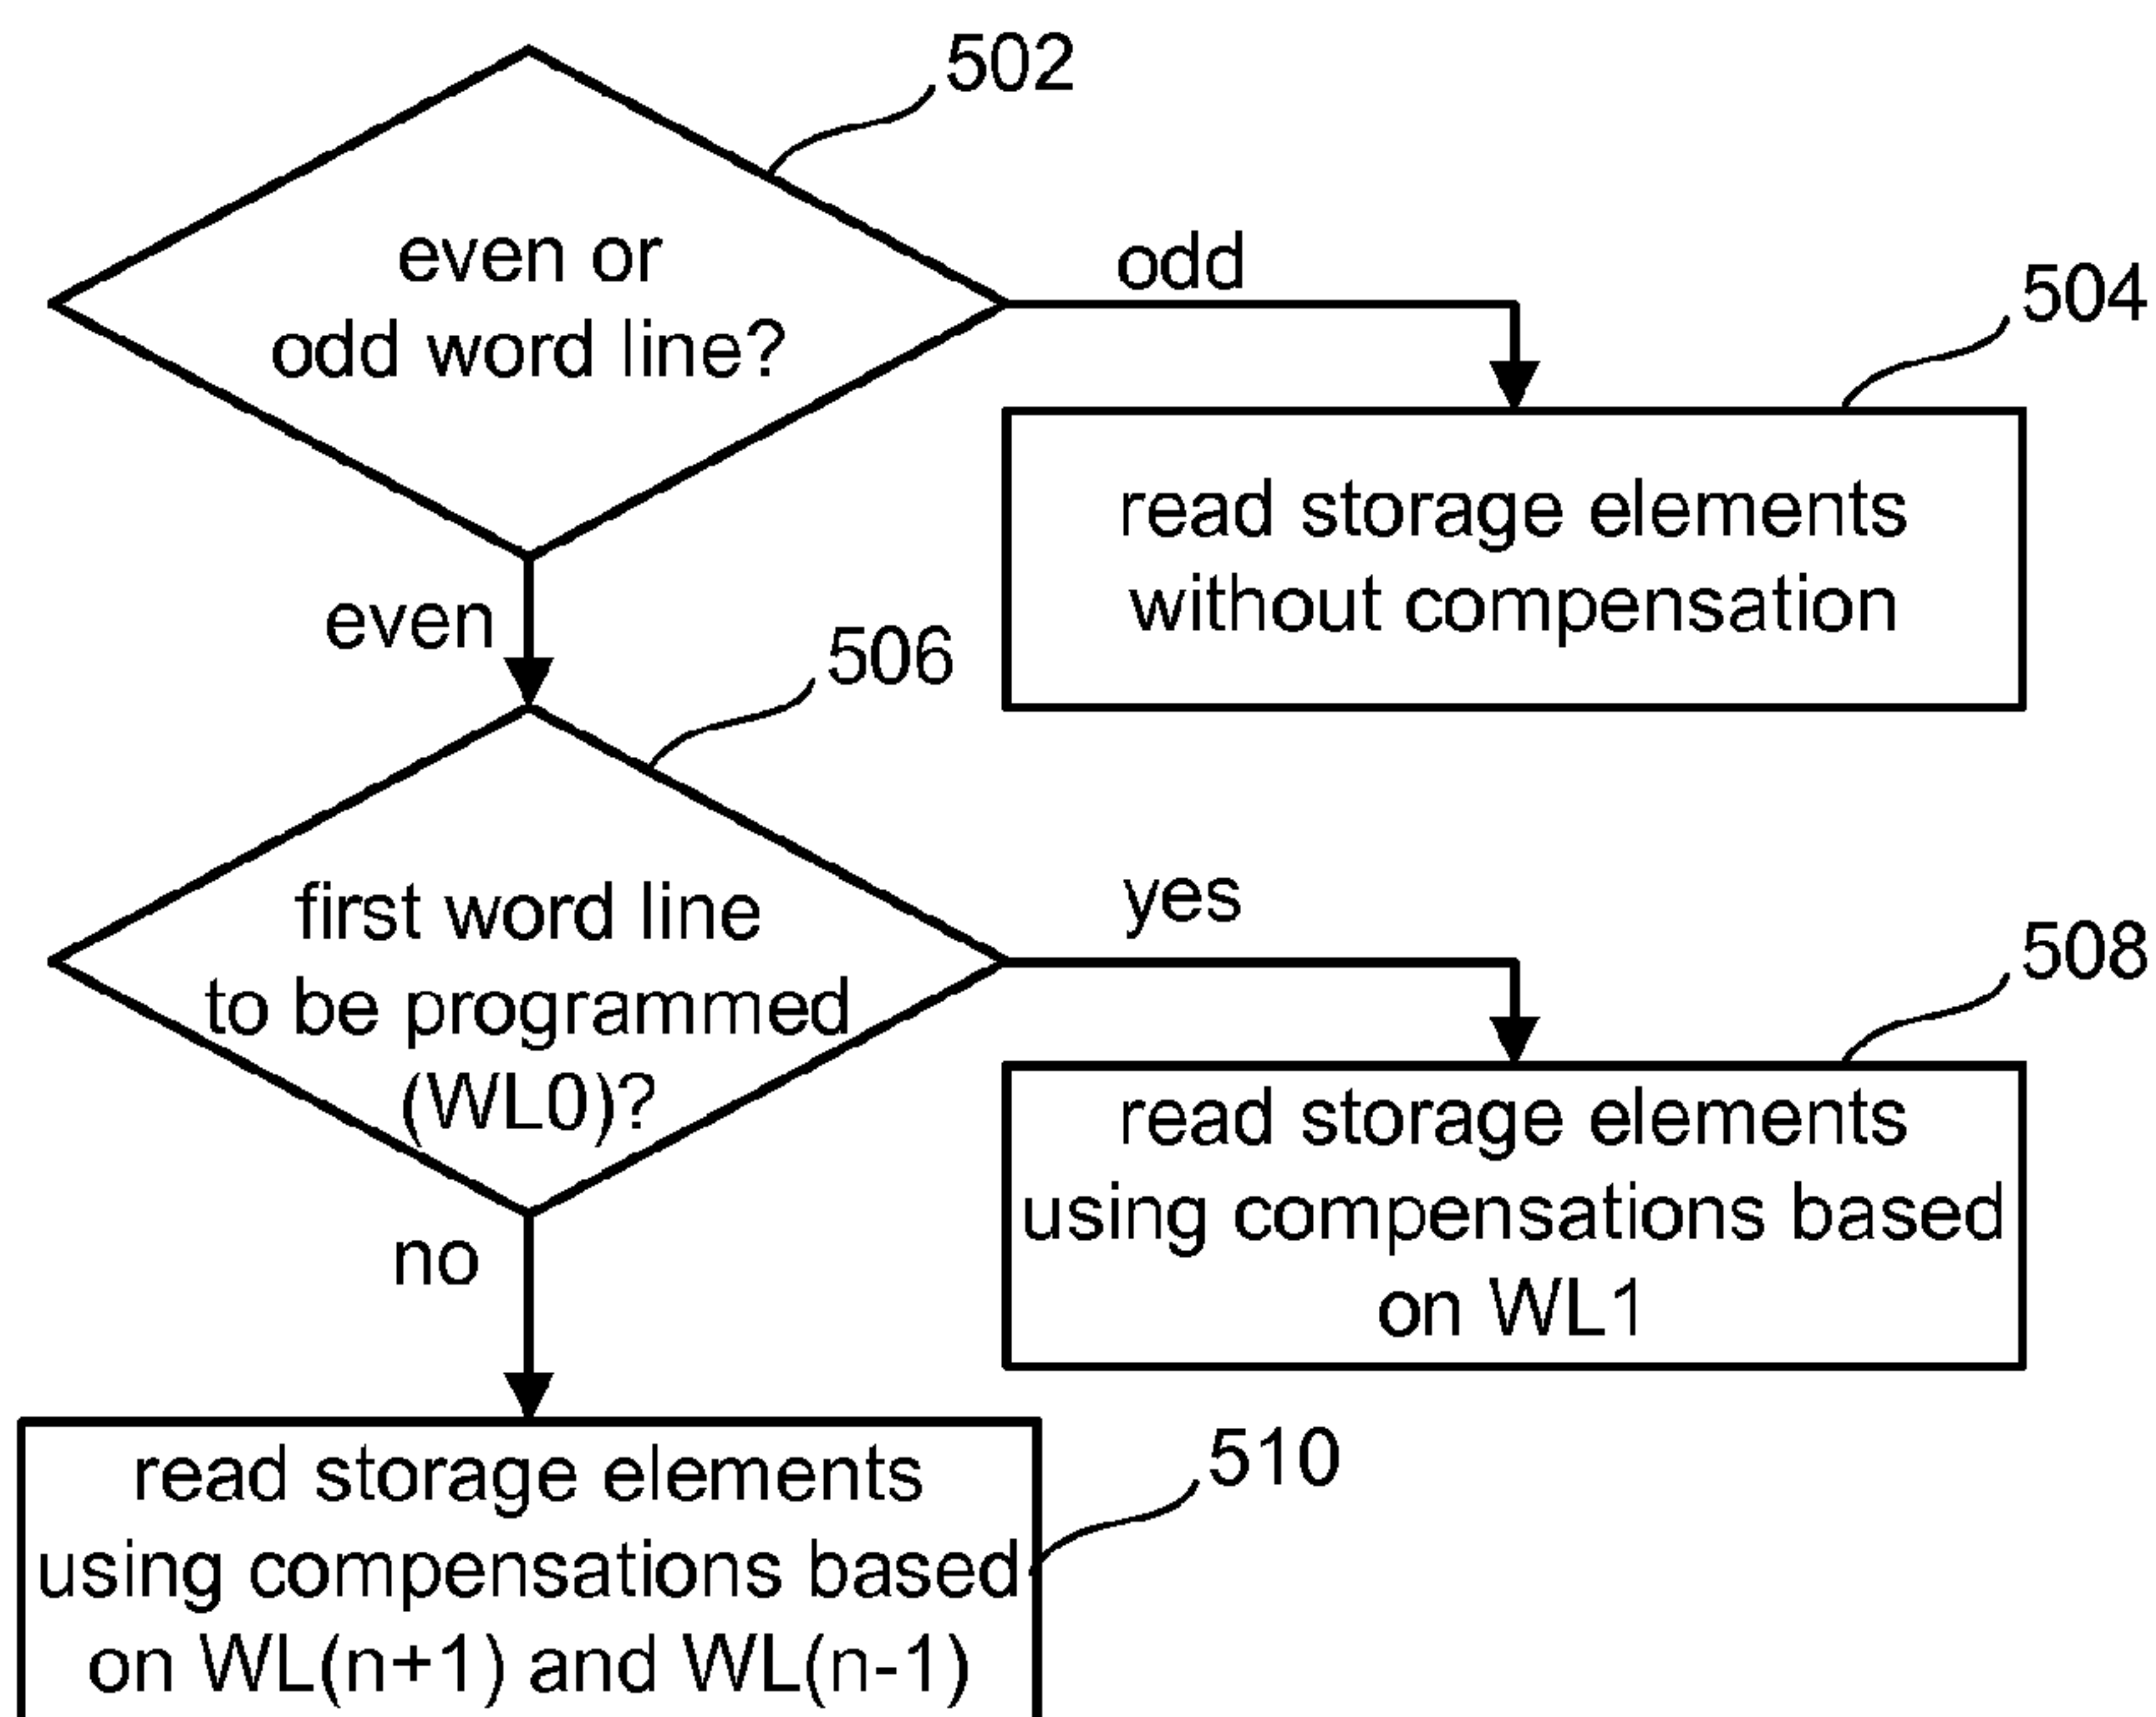 502
even or
odd word line?
odd
504
read storage elements
without compensation
even
506
first word line
to be programmed
(WL0)?
yes
508
read storage elements
using compensations based
on WL1
no
510
read storage elements
using compensations based
on WL(n+1) and WL(n-1)